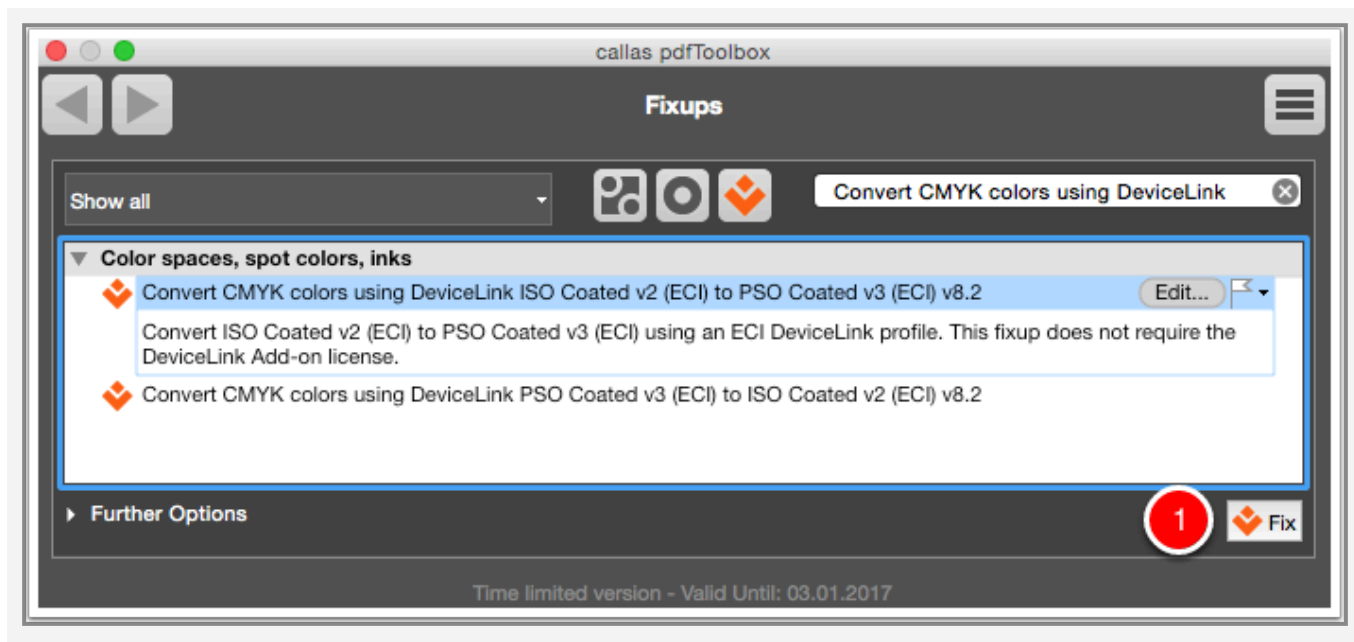 callas pdfToolbox
Fixups
Show all
Convert CMYK colors using DeviceLink
Color spaces, spot colors, inks
Convert CMYK colors using DeviceLink ISO Coated v2 (ECI) to PSO Coated v3 (ECI) v8.2
Edit...
Convert ISO Coated v2 (ECI) to PSO Coated v3 (ECI) using an ECI DeviceLink profile. This fixup does not require the
DeviceLink Add-on license.
Convert CMYK colors using DeviceLink PSO Coated v3 (ECI) to ISO Coated v2 (ECI) v8.2
Further Options
1
Fix
Time limited version - Valid Until: 03.01.2017